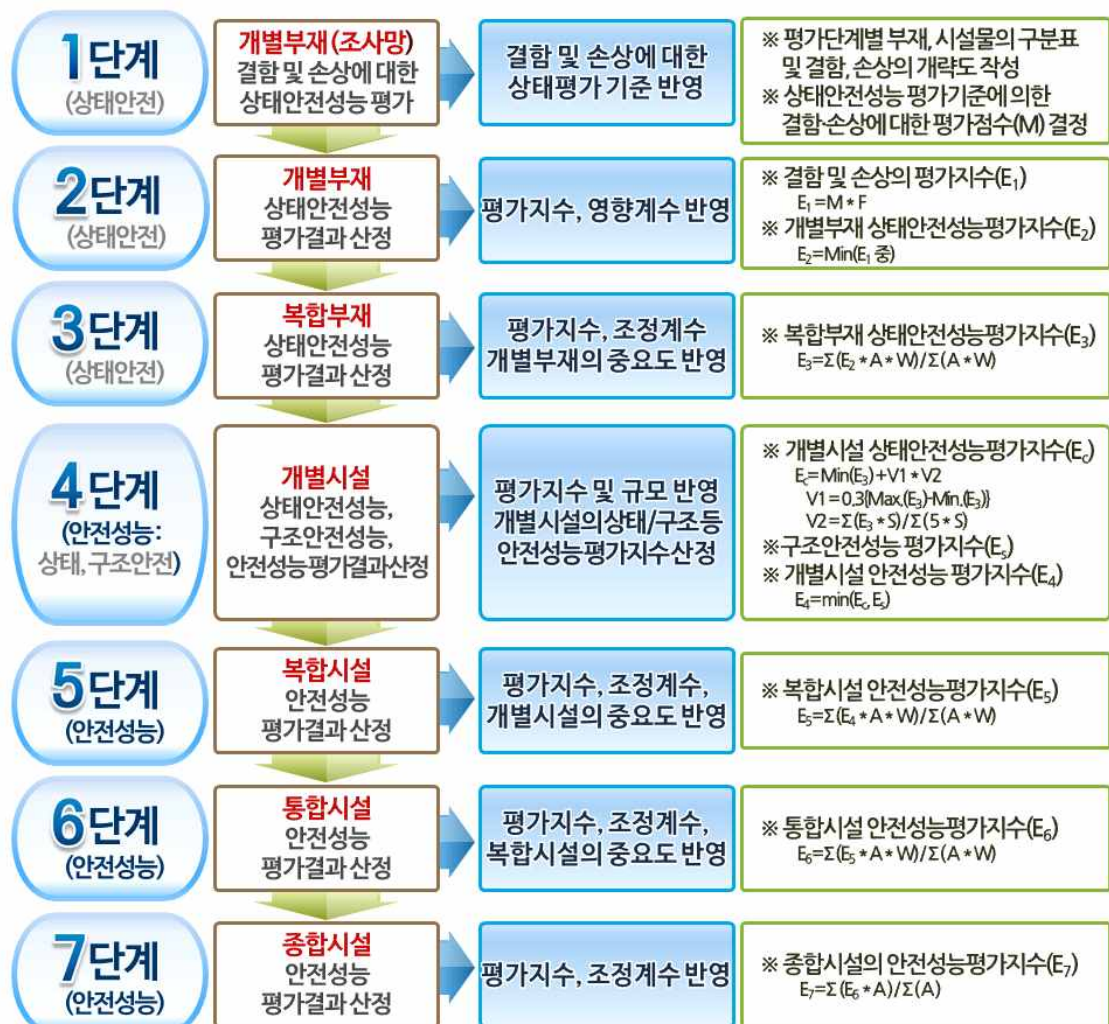 1단계
(상태안전)
개별부재(조사망)
결함 및 손상에 대한
상태안전성능 평가
결함 및 손상에 대한
상태평가 기준 반영
※ 평가단계별 부재, 시설물의 구분표
및 결함, 손상의 개략도 작성
※ 상태안전성능 평가기준에 의한
결함·손상에 대한 평가점수(M) 결정
2단계
(상태안전)
개별부재
상태안전성능
평가결과 산정
평가지수, 영향계수 반영
※ 결함 및 손상의 평가지수(E₁)
E₁=M*F
※ 개별부재 상태안전성능평가지수(E₂)
E₂=Min(E₁ 중)
3단계
(상태안전)
복합부재
상태안전성능
평가결과 산정
평가지수, 조정계수
개별부재의 중요도 반영
※ 복합부재 상태안전성능평가지수(E₃)
E₃=Σ(E₂*A*W)/Σ(A*W)
4단계
(안전성능:
상태, 구조안전)
개별시설
상태안전성능,
구조안전성능,
안전성능평가결과산정
평가지수 및 규모 반영
개별시설의상태/구조등
안전성능평가지수산정
※ 개별시설 상태안전성능평가지수(E_c)
E_c=Min(E₃)+V1*V2
V1=0.3{Max.(E₃)-Min.(E₃)}
V2=Σ(E₃*S)/Σ(5*S)
※구조안전성능 평가지수(Eₛ)
※ 개별시설 안전성능 평가지수(E₄)
E₄=min(E_c, Eₛ)
5단계
(안전성능)
복합시설
안전성능
평가결과 산정
평가지수, 조정계수,
개별시설의 중요도 반영
※ 복합시설 안전성능평가지수(E₅)
E₅=Σ(E₄*A*W)/Σ(A*W)
6단계
(안전성능)
통합시설
안전성능
평가결과 산정
평가지수, 조정계수,
복합시설의 중요도 반영
※ 통합시설 안전성능평가지수(E₆)
E₆=Σ(E₅*A*W)/Σ(A*W)
7단계
(안전성능)
종합시설
안전성능
평가결과 산정
평가지수, 조정계수 반영
※ 종합시설의 안전성능평가지수(E₇)
E₇=Σ(E₆*A)/Σ(A)